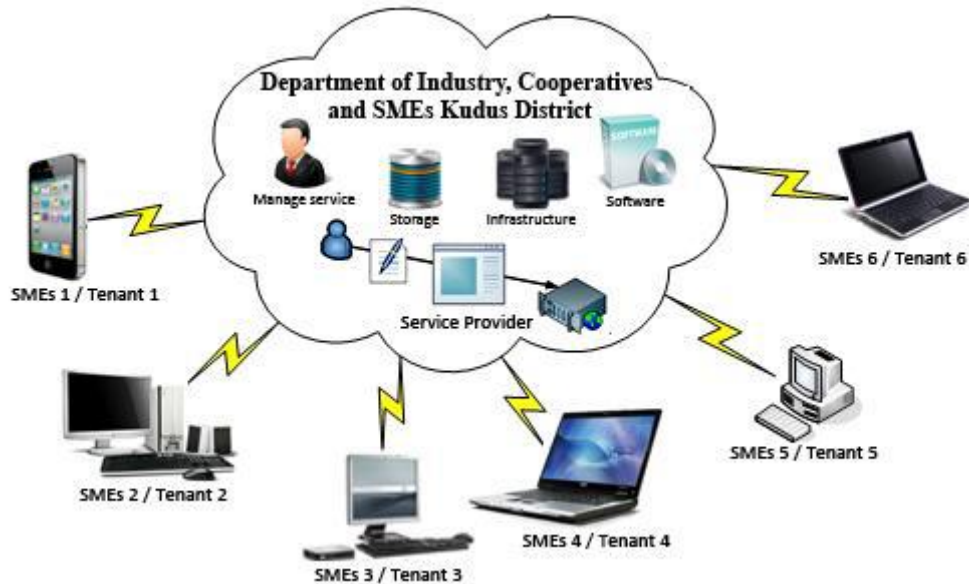 Department of Industry, Cooperatives
and SMEs Kudus District
SOFTWARE
Manage service
Storage
Infrastructure
Software
Service Provider
SMEs 1 / Tenant 1
SMEs 6 / Tenant 6
SMEs 2 / Tenant 2
SMEs 5 / Tenant 5
SMEs 3 / Tenant 3
SMEs 4 / Tenant 4